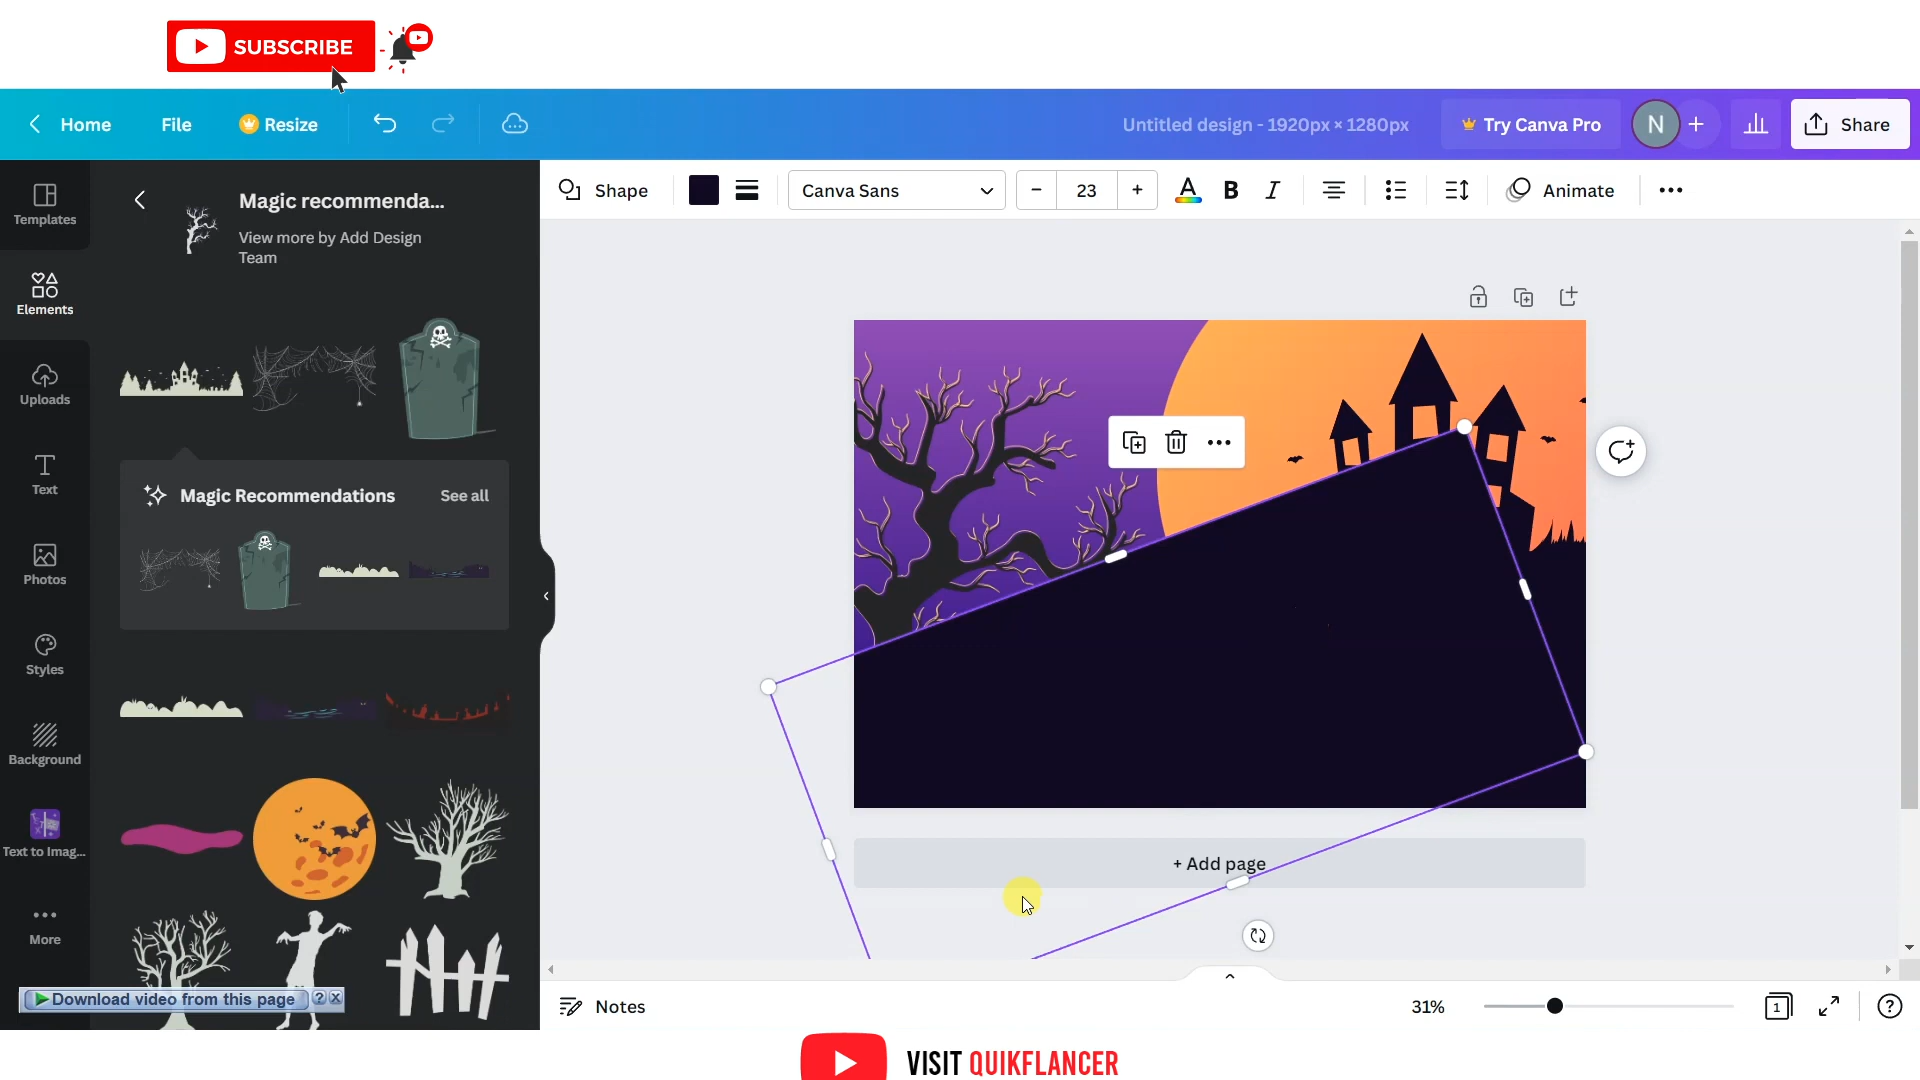 SUBSCRIBE
Home
File
Resize
Untitled design - 1920px × 1280px
Try Canva Pro
N
Share
Templates
Elements
Uploads
Text
Photos
Styles
Background
Text to Imag...
More
Magic recommenda...
View more by Add Design
Team
Magic Recommendations
See all
Download video from this page
?
X
Shape
Canva Sans
- 23 +
A
B
I
Animate
+ Add page
Notes
31%
1
?
VISIT QUIKFLANCER